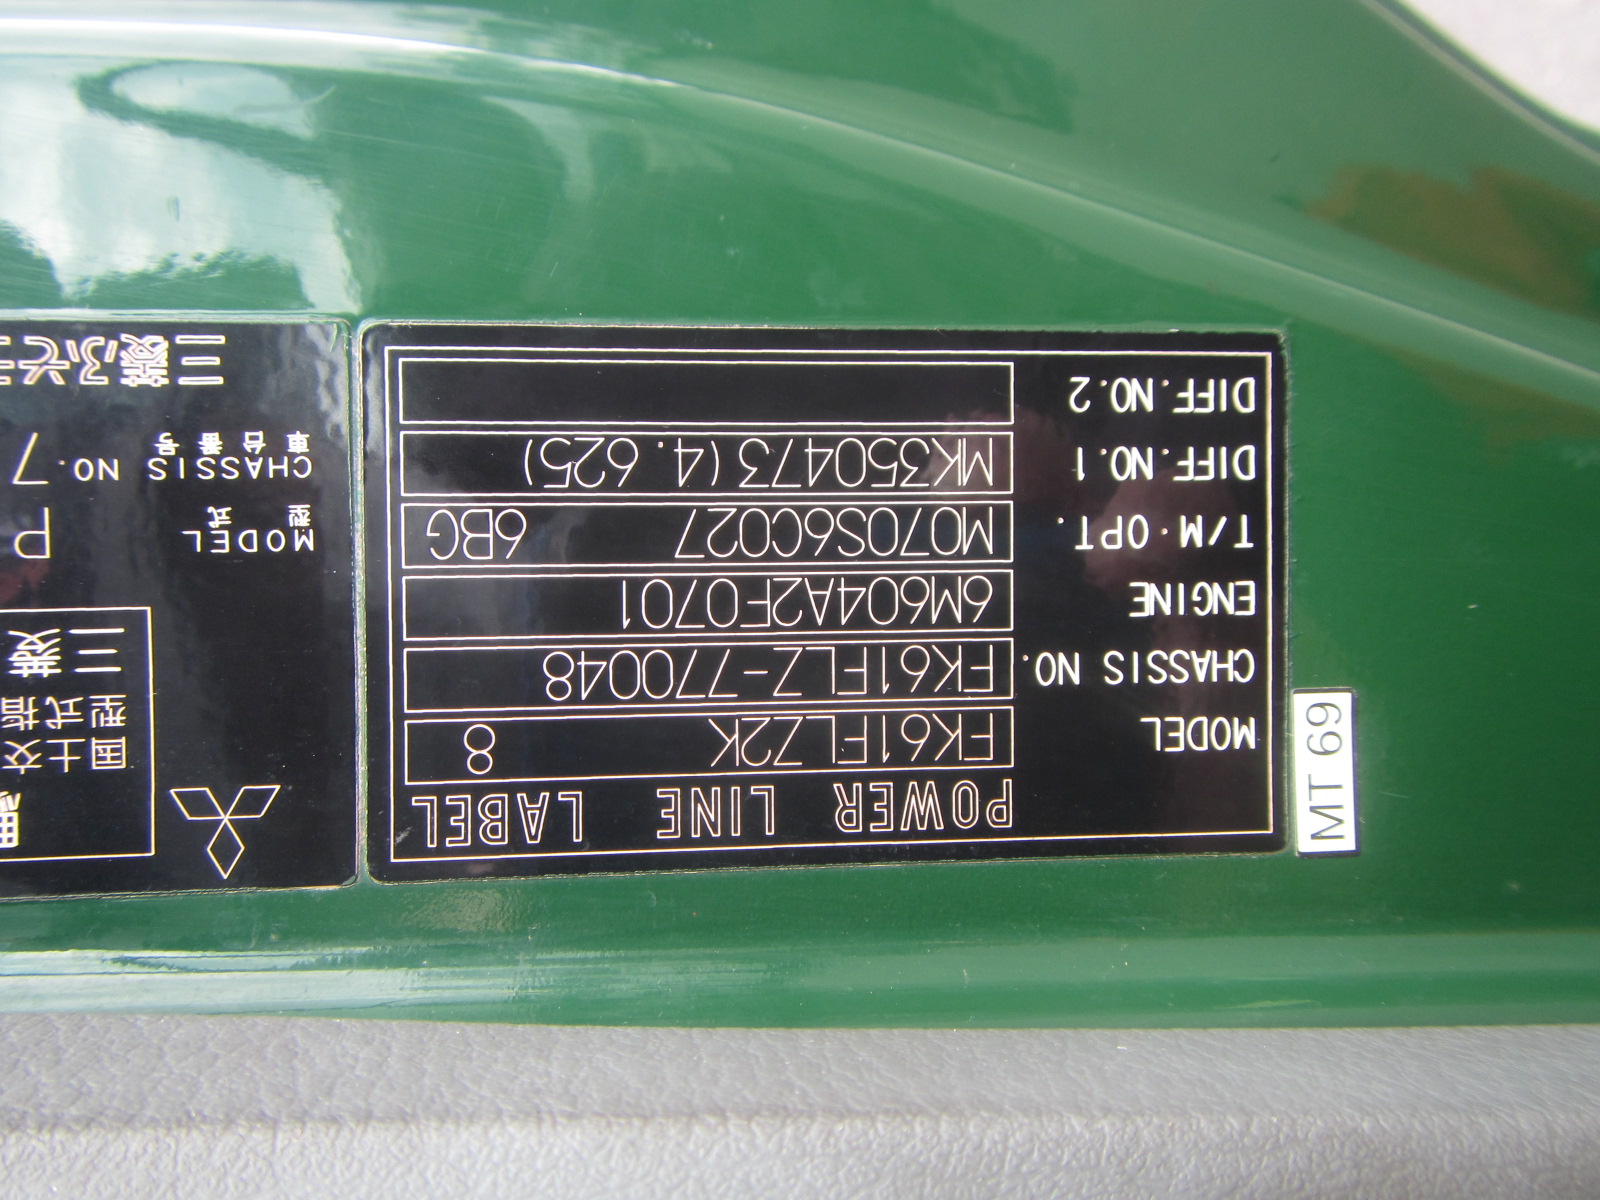 MT 69
POWER LINE LABEL
MODEL FK61FLZ2K 8
CHASSIS NO. FK61FLZ-770048
ENGINE 6M604A2F0701
T/M·OPT. M070S6C027 6BG
DIFF.NO.1 MK350473(4.625)
DIFF.NO.2
国土交
型式指
三菱
MODEL P
型式
CHASSIS NO. 7
車台番号
三菱ふそ